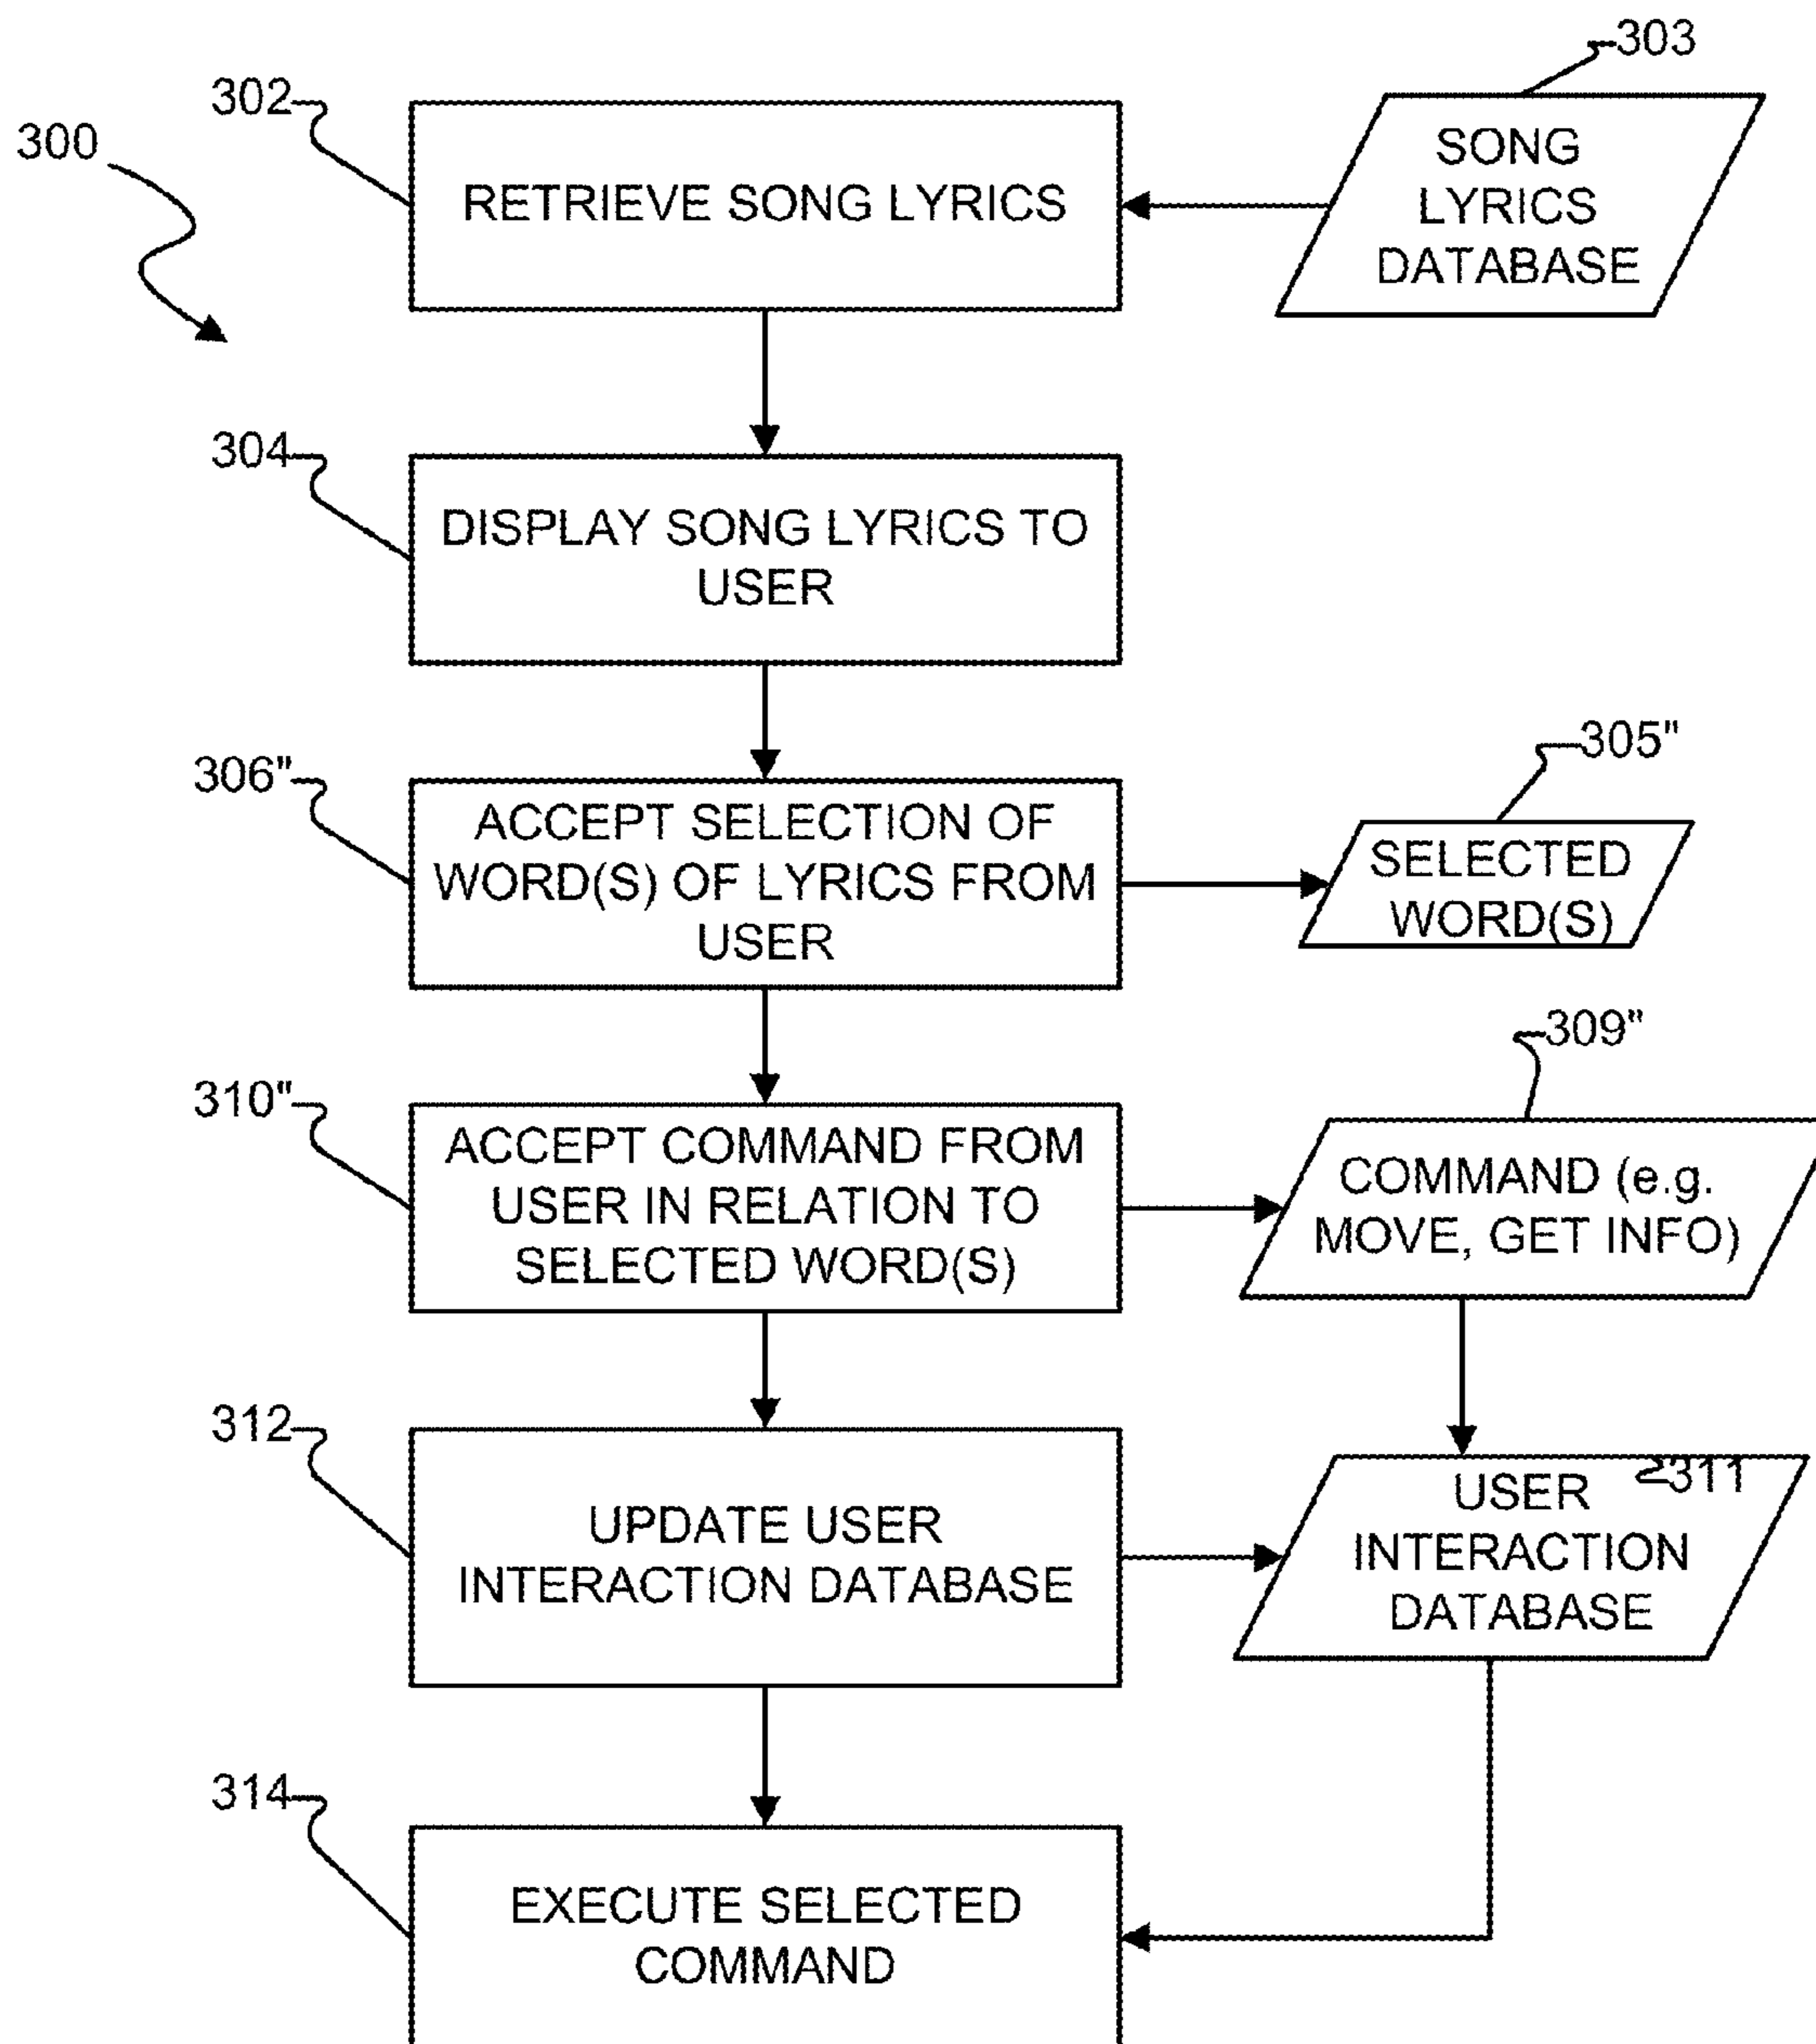 303
302
300
RETRIEVE SONG LYRICS
SONG
LYRICS
DATABASE
304
DISPLAY SONG LYRICS TO
USER
305"
306"
ACCEPT SELECTION OF
WORD(S) OF LYRICS FROM
USER
SELECTED
WORD(S)
309"
310"
ACCEPT COMMAND FROM
USER IN RELATION TO
SELECTED WORD(S)
COMMAND (e.g.
MOVE, GET INFO)
312
UPDATE USER
INTERACTION DATABASE
311
USER
INTERACTION
DATABASE
314
EXECUTE SELECTED
COMMAND